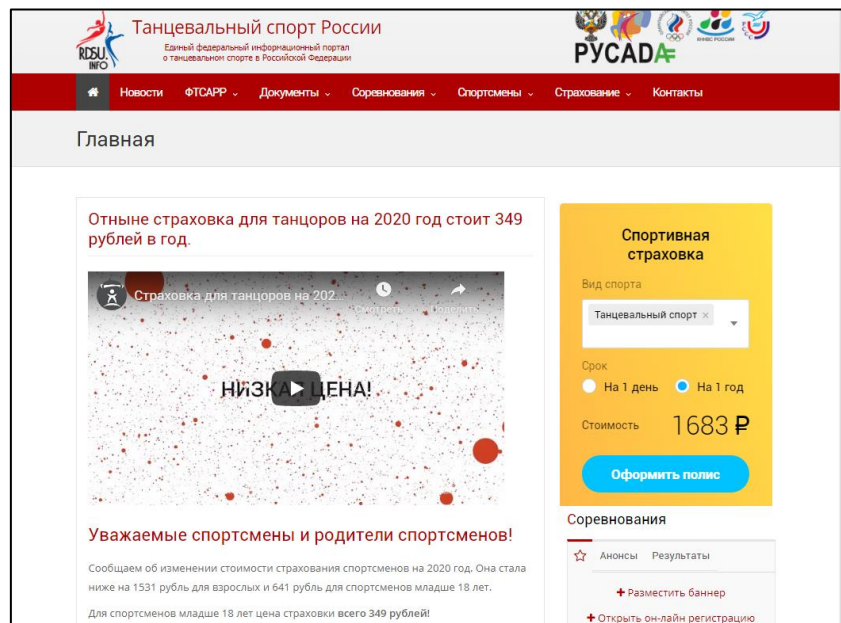 RDSU.
INFO
Танцевальный спорт России
Единый федеральный информационный портал
о танцевальном спорте в Российской Федерации
РУСАДА
Новости ФТСАРР Документы Соревнования Спортсмены Страхование Контакты
Главная
Отныне страховка для танцоров на 2020 год стоит 349
рублей в год.
Страховка для танцоров на 202...
Смотреть Поделиться
НИЗКАЯ ЦЕНА!
Уважаемые спортсмены и родители спортсменов!
Сообщаем об изменении стоимости страхования спортсменов на 2020 год. Она стала
ниже на 1531 рубль для взрослых и 641 рубль для спортсменов младше 18 лет.
Для спортсменов младше 18 лет цена страховки всего 349 рублей!
Спортивная
страховка
Вид спорта
Танцевальный спорт ×
Срок
На 1 день На 1 год
Стоимость 1683 ₽
Оформить полис
Соревнования
Анонсы Результаты
Разместить баннер
Открыть он-лайн регистрацию